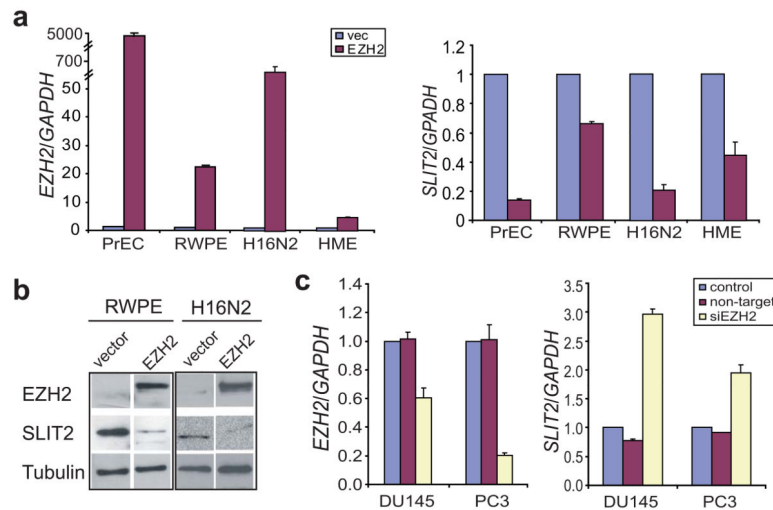 a
EZH2/GAPDH
5000
700
50
40
30
20
10
0
vec
EZH2
PrEC RWPE H16N2 HME
SLIT2/GPADH
1.2
1
0.8
0.6
0.4
0.2
0
PrEC RWPE H16N2 HME
b
RWPE H16N2
vector EZH2 vector EZH2
EZH2
SLIT2
Tubulin
c
EZH2/GAPDH
1.4
1.2
1.0
0.8
0.6
0.4
0.2
0.0
DU145 PC3
SLIT2/GAPDH
3.5
3.0
2.5
2.0
1.5
1.0
0.5
0.0
control
non-target
siEZH2
DU145 PC3